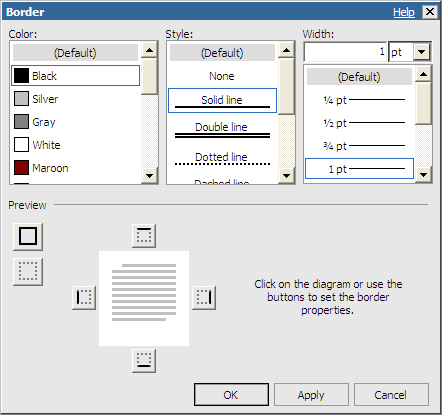 Border Help
Color: Style: Width:
1 pt
(Default)
Black
Silver
Gray
White
Maroon
(Default)
None
Solid line
Double line
Dotted line
Dashed line
(Default)
¼ pt
½ pt
¾ pt
1 pt
Preview
Click on the diagram or use the
buttons to set the border
properties.
OK Apply Cancel